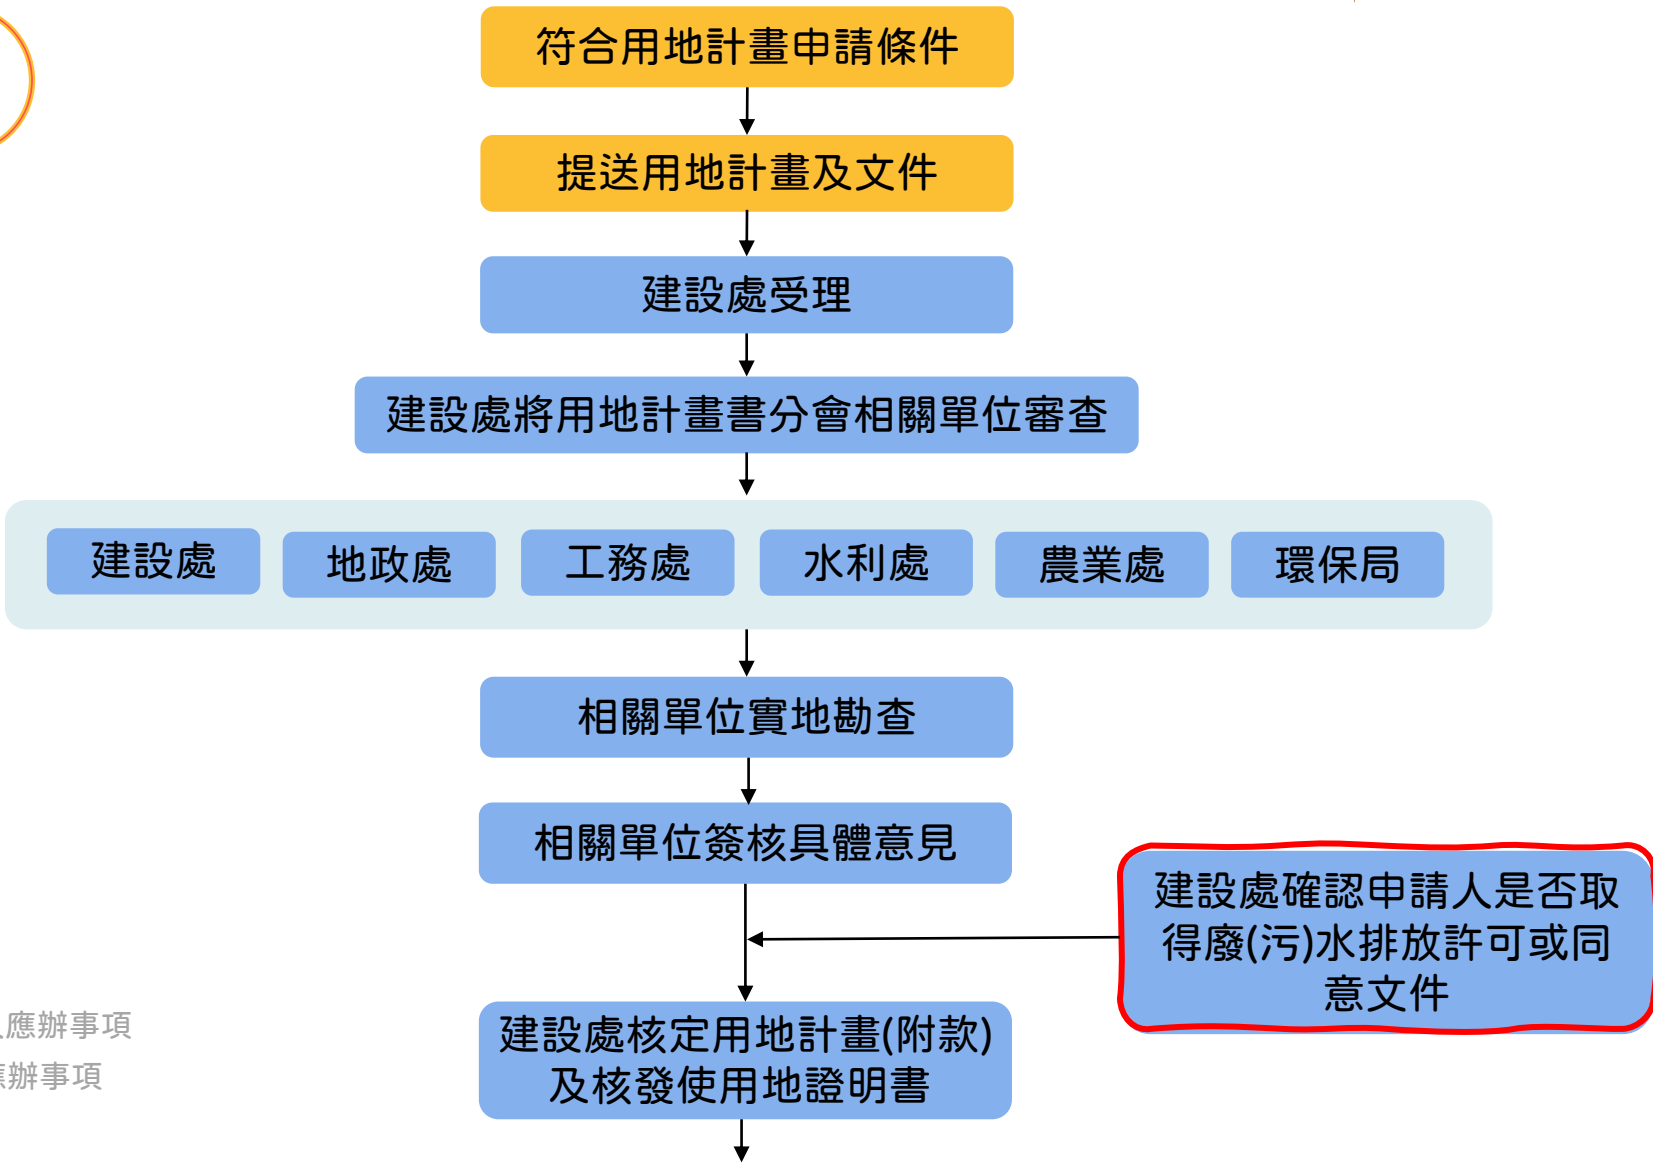 符合用地計畫申請條件
提送用地計畫及文件
建設處受理
建設處將用地計畫書分會相關單位審查
建設處
地政處
工務處
水利處
農業處
環保局
相關單位實地勘查
相關單位簽核具體意見
建設處確認申請人是否取
得廢(污)水排放許可或同
意文件
建設處核定用地計畫(附款)
及核發使用地證明書
應辦事項
應辦事項